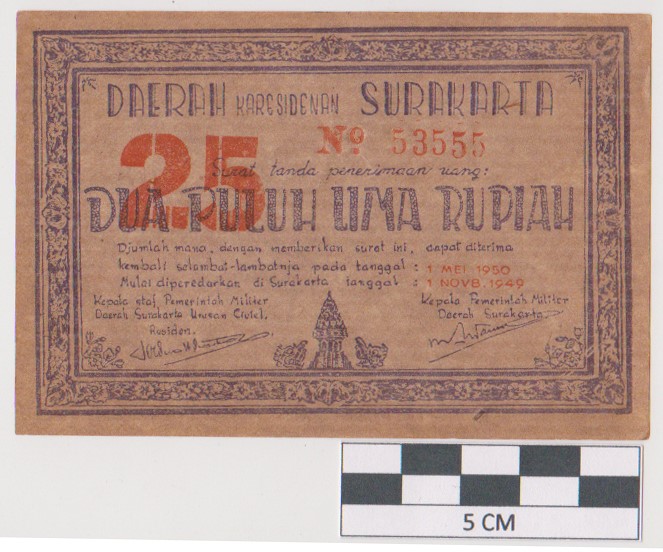 DAERAH KARESIDENAN SURAKARTA
25 Nº 53555
Surat tanda penerimaan uang:
DUA PULUH LIMA RUPIAH
Djumlah mana, dengan memberikan surat ini, dapat diterima
kembali selambat-lambatnja pada tanggal : 1 MEI 1950
Mulai diperedarkan di Surakarta tanggal : 1 NOVB. 1949
Kepala staf Pemerintah Militer
Daerah Surakarta Urusan Civiel.
Residen.
Kepala Pemerintah Militer
Daerah Surakarta.
5 CM